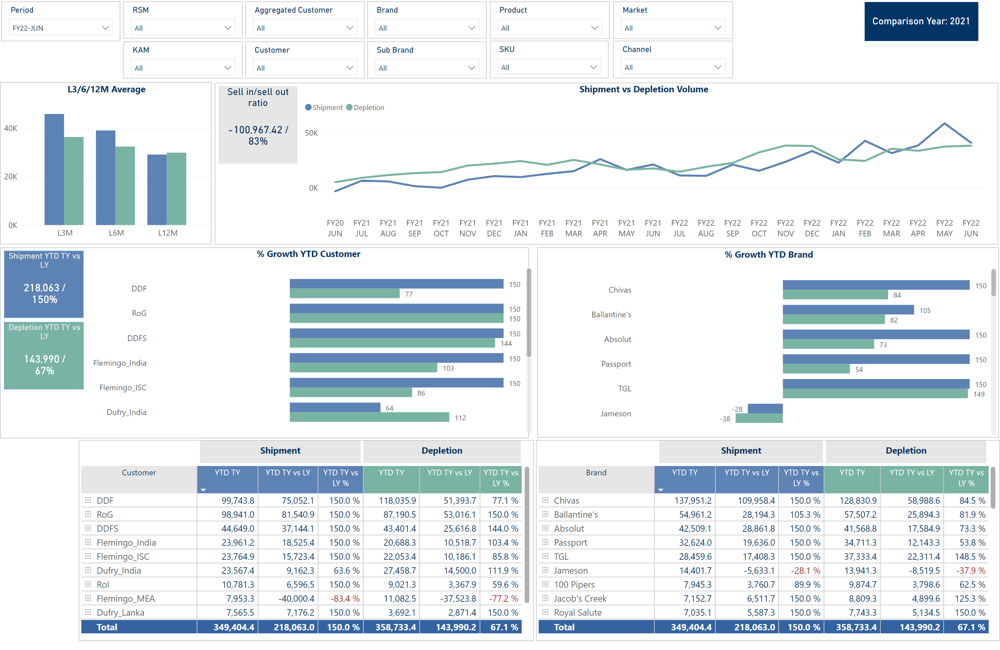 Period
FY22-JUN
RSM
All
Aggregated Customer
All
Brand
All
Product
All
Market
All
Comparison Year: 2021
KAM
All
Customer
All
Sub Brand
All
SKU
All
Channel
All
L3/6/12M Average
40K
20K
0K
L3M L6M L12M
Sell in/sell out
ratio
-100,967.42 /
83%
Shipment vs Depletion Volume
Shipment Depletion
50K
0K
FY20 FY21 FY21 FY21 FY21 FY21 FY21 FY21 FY21 FY21 FY21 FY21 FY21 FY22 FY22 FY22 FY22 FY22 FY22 FY22 FY22 FY22 FY22 FY22 FY22
JUN JUL AUG SEP OCT NOV DEC JAN FEB MAR APR MAY JUN JUL AUG SEP OCT NOV DEC JAN FEB MAR APR MAY JUN
Shipment YTD TY vs
LY
218,063 /
150%
Depletion YTD TY vs
LY
143,990 /
67%
% Growth YTD Customer
DDF 150
77
RoG 150
150
DDFS 150
144
Flemingo_India 150
103
Flemingo_ISC 150
86
Dufry_India 64
112
% Growth YTD Brand
Chivas 150
84
Ballantine's 105
82
Absolut 150
73
Passport 150
54
TGL 150
149
Jameson -28
-38
Shipment Depletion
Customer YTD TY YTD TY vs LY YTD TY vs LY % YTD TY YTD TY vs LY YTD TY vs LY %
DDF 99,743.8 75,052.1 150.0 % 118,035.9 51,393.7 77.1 %
RoG 98,941.0 81,540.9 150.0 % 87,190.5 53,016.1 150.0 %
DDFS 44,649.0 37,144.1 150.0 % 43,401.4 25,616.8 144.0 %
Flemingo_India 23,961.2 18,525.4 150.0 % 20,688.3 10,518.7 103.4 %
Flemingo_ISC 23,764.9 15,723.4 150.0 % 22,053.4 10,186.1 85.8 %
Dufry_India 23,567.4 9,162.3 63.6 % 27,458.7 14,500.0 111.9 %
RoI 10,781.3 6,596.5 150.0 % 9,021.3 3,367.9 59.6 %
Flemingo_MEA 7,953.3 -40,000.4 -83.4 % 11,082.5 -37,523.8 -77.2 %
Dufry_Lanka 7,565.5 7,176.2 150.0 % 3,692.1 2,871.4 150.0 %
Total 349,404.4 218,063.0 150.0 % 358,733.4 143,990.2 67.1 %
Shipment Depletion
Brand YTD TY YTD TY vs LY YTD TY vs LY % YTD TY YTD TY vs LY YTD TY vs LY %
Chivas 137,951.2 109,958.4 150.0 % 128,830.9 58,988.6 84.5 %
Ballantine's 54,961.2 28,194.3 105.3 % 57,507.2 25,894.3 81.9 %
Absolut 42,509.1 28,861.8 150.0 % 41,568.8 17,584.9 73.3 %
Passport 32,624.0 19,636.0 150.0 % 34,711.3 12,143.3 53.8 %
TGL 28,459.6 17,408.3 150.0 % 37,333.4 22,311.4 148.5 %
Jameson 14,401.7 -5,633.1 -28.1 % 13,941.3 -8,519.5 -37.9 %
100 Pipers 7,945.3 3,760.7 89.9 % 9,874.7 3,798.6 62.5 %
Jacob's Creek 7,152.7 6,511.7 150.0 % 8,809.3 4,899.6 125.3 %
Royal Salute 7,035.1 5,587.3 150.0 % 7,743.3 5,134.5 150.0 %
Total 349,404.4 218,063.0 150.0 % 358,733.4 143,990.2 67.1 %